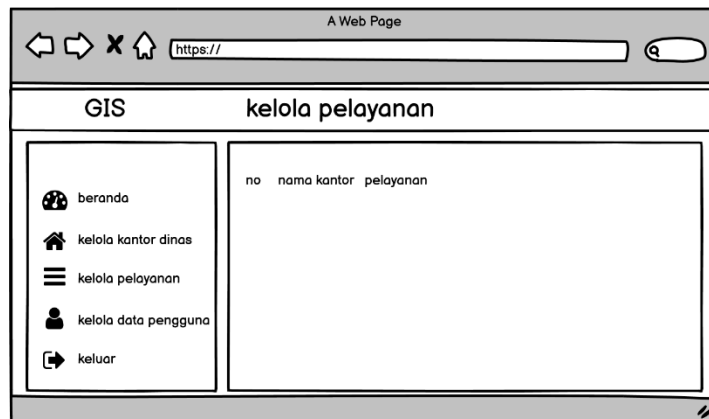 A Web Page
https://
GIS
kelola pelayanan
beranda
kelola kantor dinas
kelola pelayanan
kelola data pengguna
keluar
no nama kantor pelayanan